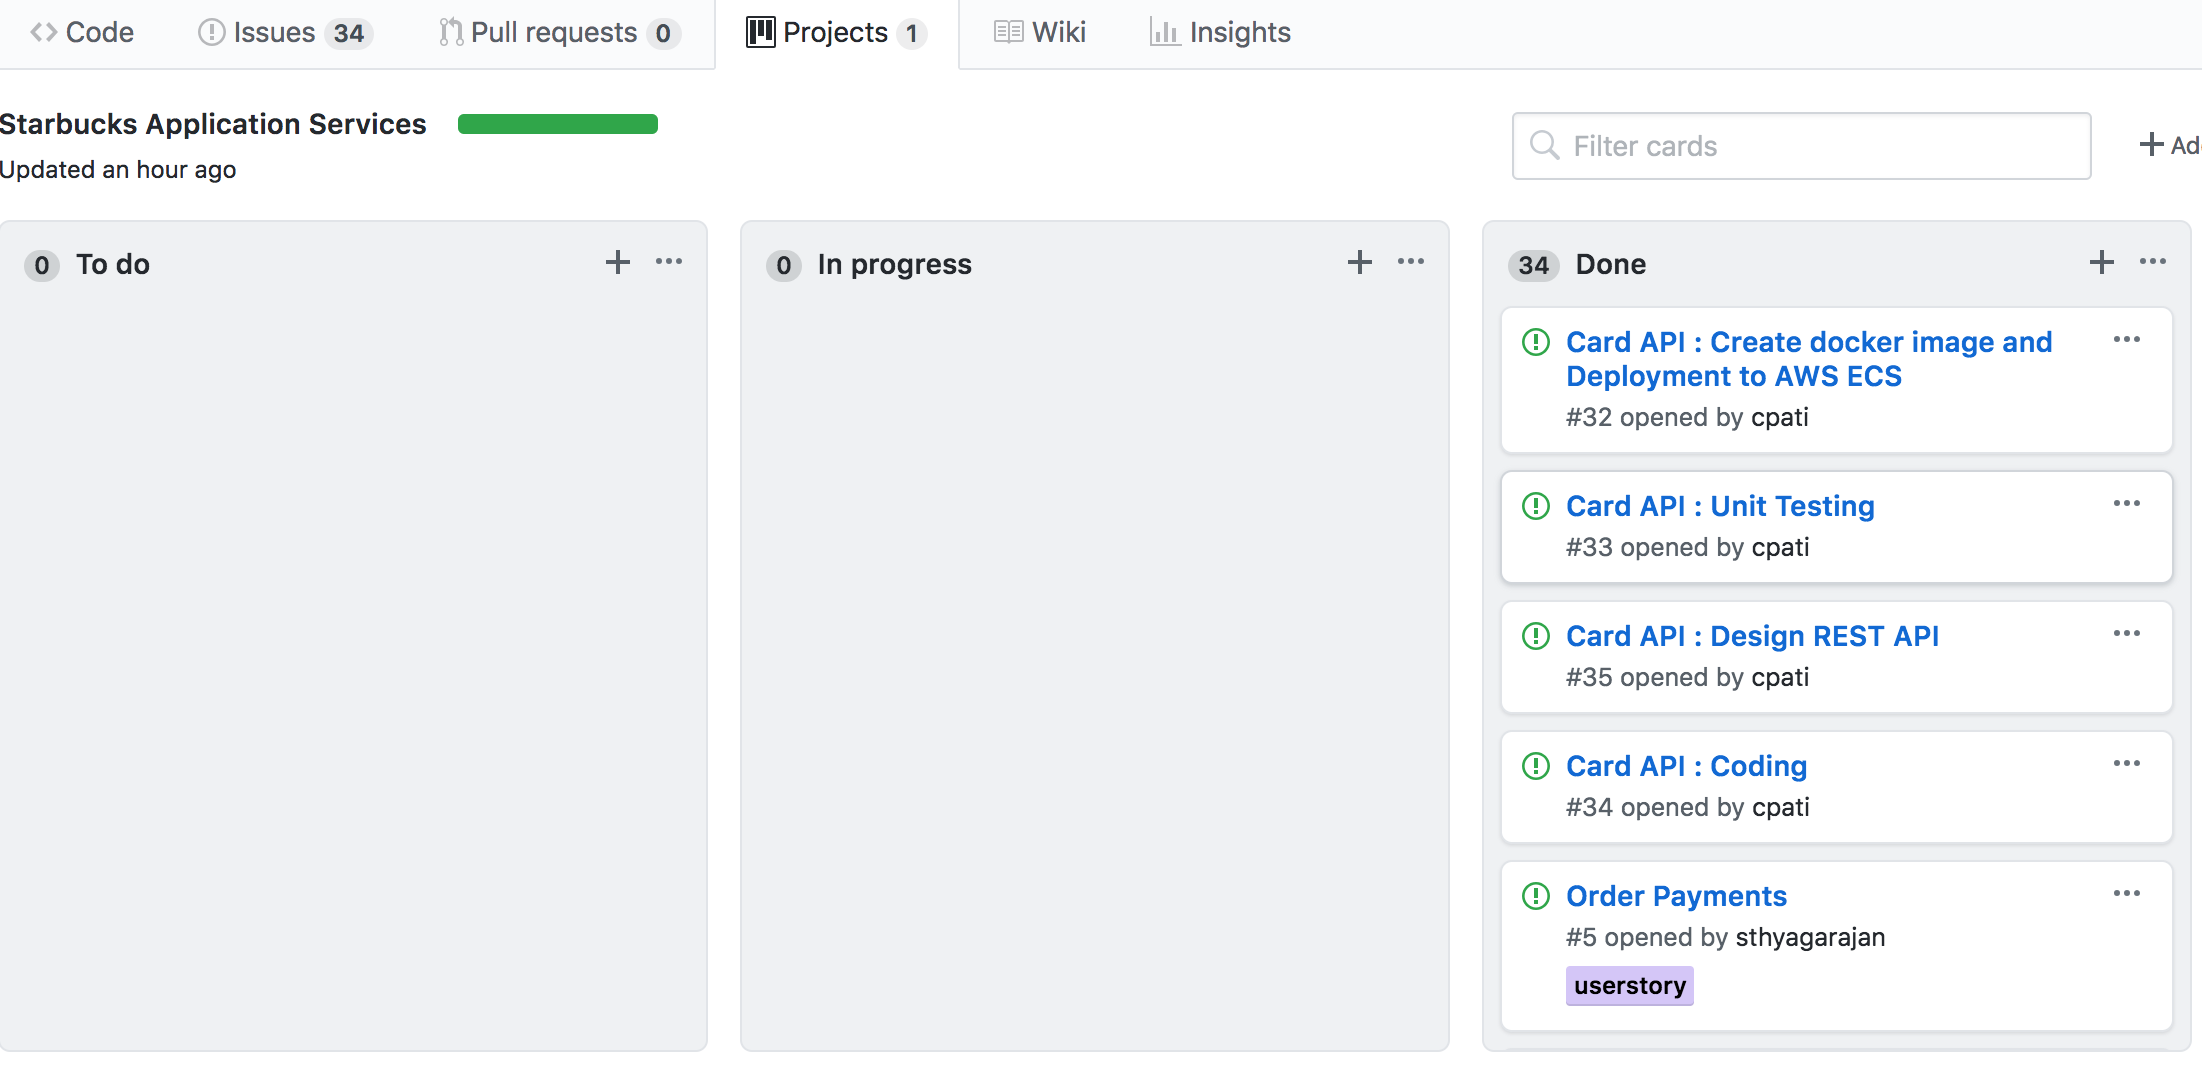 Code Issues 34 Pull requests 0 Projects 1 Wiki Insights
Starbucks Application Services
Updated an hour ago
Filter cards
+ Add
0 To do
0 In progress
34 Done
Card API : Create docker image and
Deployment to AWS ECS
#32 opened by cpati
Card API : Unit Testing
#33 opened by cpati
Card API : Design REST API
#35 opened by cpati
Card API : Coding
#34 opened by cpati
Order Payments
#5 opened by sthyagarajan
userstory